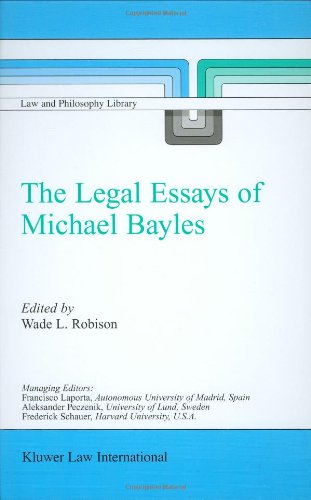 Law and Philosophy Library
The Legal Essays of
Michael Bayles
Edited by
Wade L. Robison
Managing Editors:
Francisco Laporta, Autonomous University of Madrid, Spain
Aleksander Peczenik, University of Lund, Sweden
Frederick Schauer, Harvard University, U.S.A.
Kluwer Law International